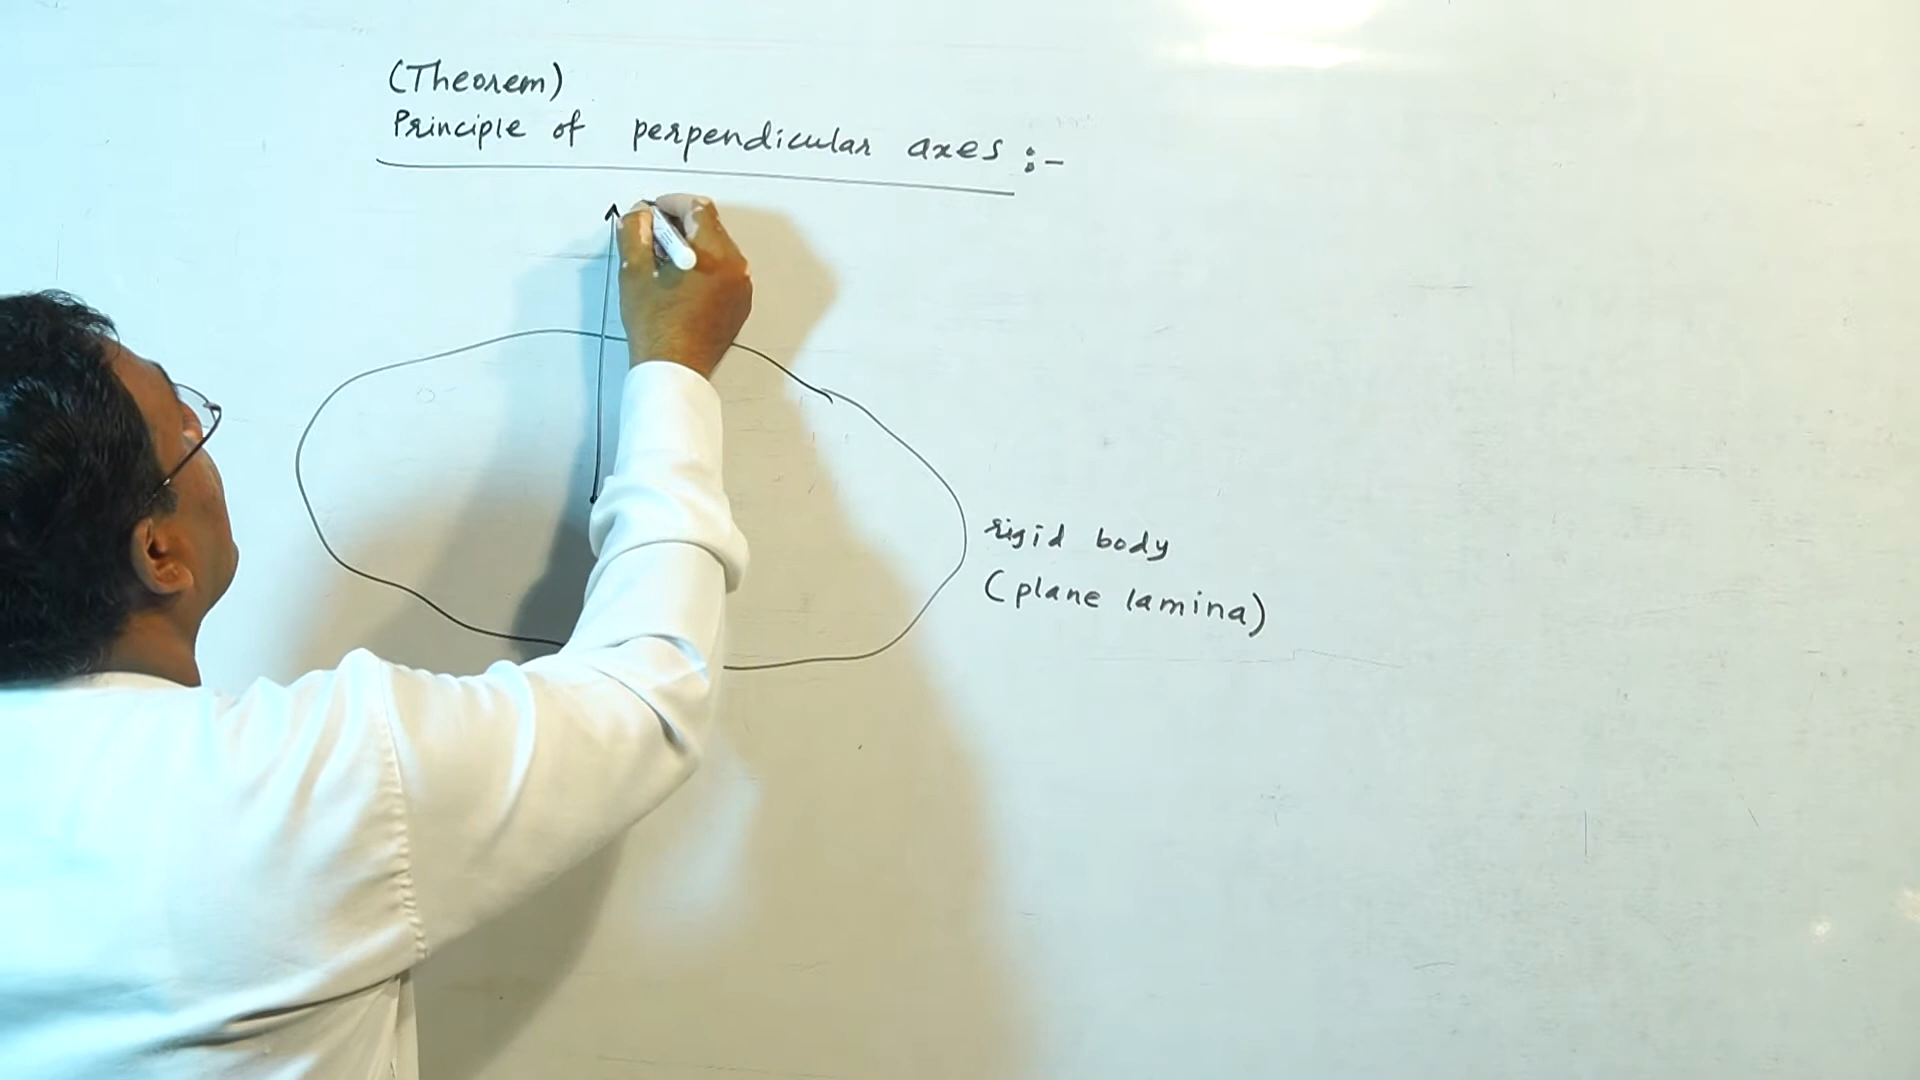 (Theorem)
Principle of perpendicular axes :-
rigid body
(plane lamina)